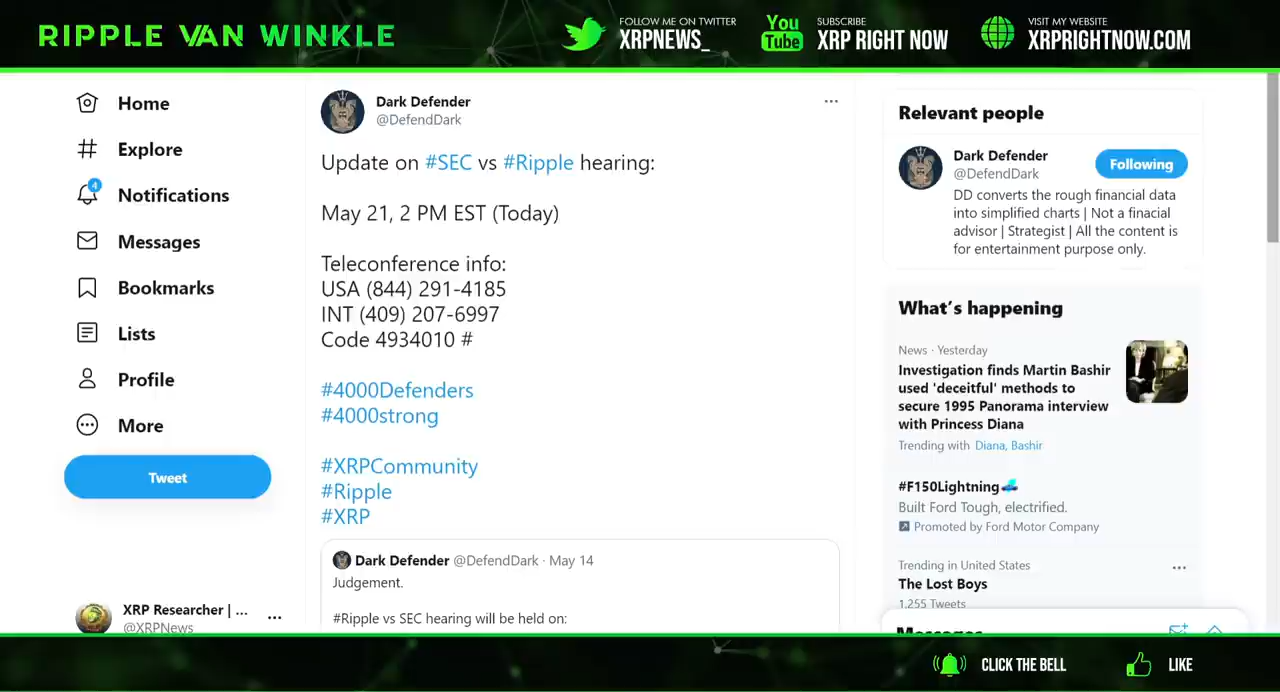 RIPPLE VAN WINKLE
FOLLOW ME ON TWITTER
XRPNEWS_
You
Tube
SUBSCRIBE
XRP RIGHT NOW
VISIT MY WEBSITE
XRPRIGHTNOW.COM
Home
Explore
4
Notifications
Messages
Bookmarks
Lists
Profile
More
Tweet
XRP Researcher | ...
@XRPNews
Dark Defender
@DefendDark
Update on #SEC vs #Ripple hearing:
May 21, 2 PM EST (Today)
Teleconference info:
USA (844) 291-4185
INT (409) 207-6997
Code 4934010 #
#4000Defenders
#4000strong
#XRPCommunity
#Ripple
#XRP
Dark Defender @DefendDark · May 14
Judgement.
#Ripple vs SEC hearing will be held on:
Relevant people
Dark Defender
@DefendDark
Following
DD converts the rough financial data
into simplified charts | Not a finacial
advisor | Strategist | All the content is
for entertainment purpose only.
What's happening
News · Yesterday
Investigation finds Martin Bashir
used 'deceitful' methods to
secure 1995 Panorama interview
with Princess Diana
Trending with Diana, Bashir
#F150Lightning
Built Ford Tough, electrified.
Promoted by Ford Motor Company
Trending in United States
The Lost Boys
1,255 Tweets
Messages
CLICK THE BELL
LIKE